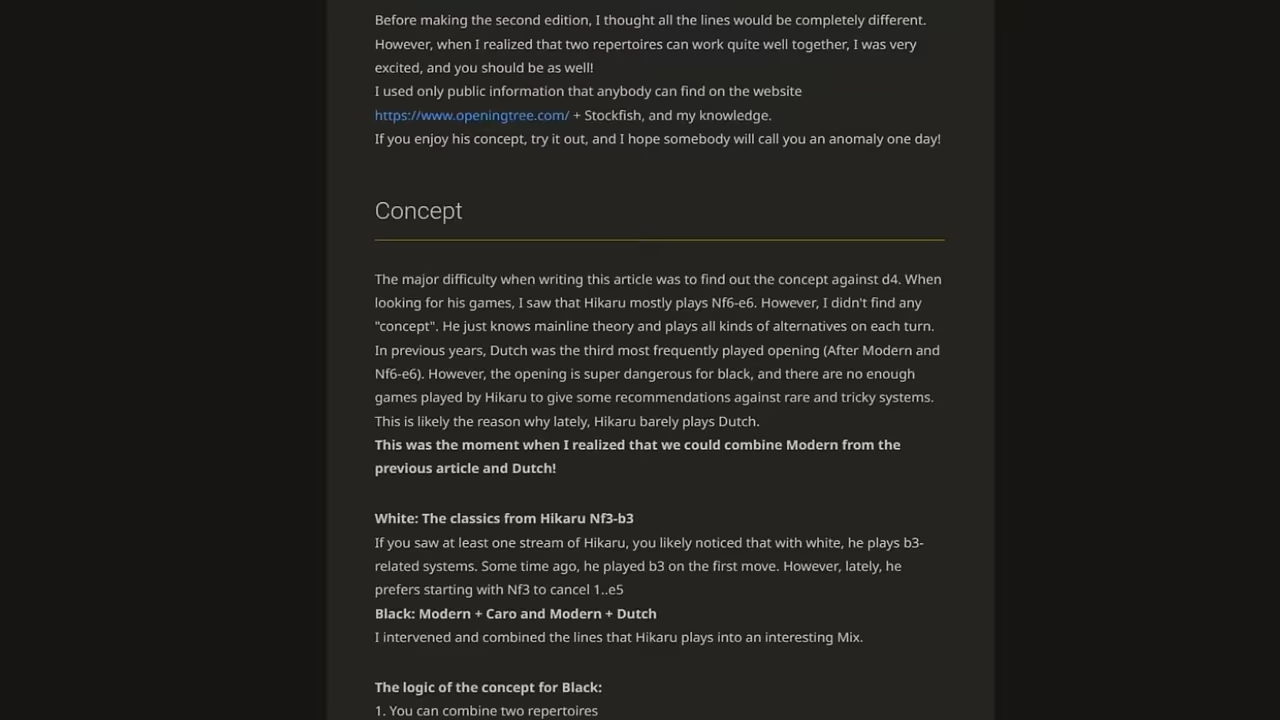 Before making the second edition, I thought all the lines would be completely different.
However, when I realized that two repertoires can work quite well together, I was very
excited, and you should be as well!
I used only public information that anybody can find on the website
https://www.openingtree.com/ + Stockfish, and my knowledge.
If you enjoy his concept, try it out, and I hope somebody will call you an anomaly one day!
Concept
The major difficulty when writing this article was to find out the concept against d4. When
looking for his games, I saw that Hikaru mostly plays Nf6-e6. However, I didn't find any
"concept". He just knows mainline theory and plays all kinds of alternatives on each turn.
In previous years, Dutch was the third most frequently played opening (After Modern and
Nf6-e6). However, the opening is super dangerous for black, and there are no enough
games played by Hikaru to give some recommendations against rare and tricky systems.
This is likely the reason why lately, Hikaru barely plays Dutch.
This was the moment when I realized that we could combine Modern from the
previous article and Dutch!
White: The classics from Hikaru Nf3-b3
If you saw at least one stream of Hikaru, you likely noticed that with white, he plays b3-
related systems. Some time ago, he played b3 on the first move. However, lately, he
prefers starting with Nf3 to cancel 1..e5
Black: Modern + Caro and Modern + Dutch
I intervened and combined the lines that Hikaru plays into an interesting Mix.
The logic of the concept for Black:
1. You can combine two repertoires